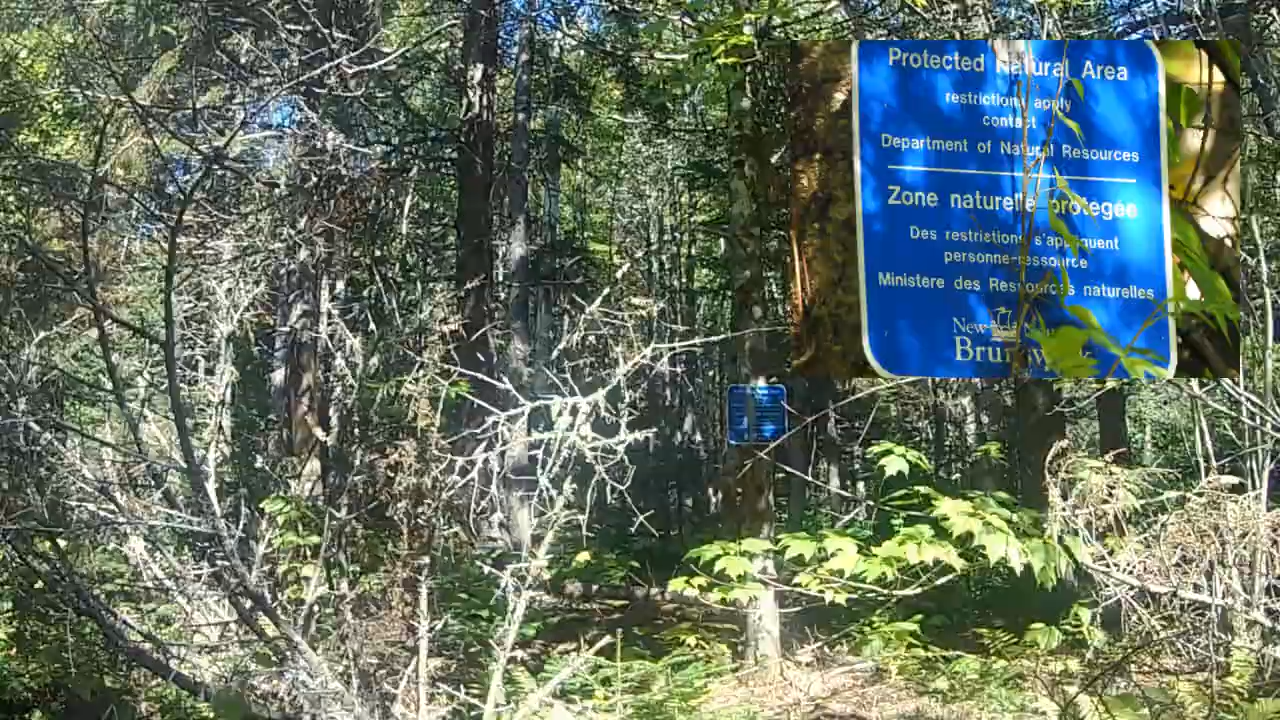 Protected Natural Area
restrictions apply
contact
Department of Natural Resources
Zone naturelle protegée
Des restrictions s'appliquent
personne-ressource
Ministere des Ressources naturelles
New
Brunswick